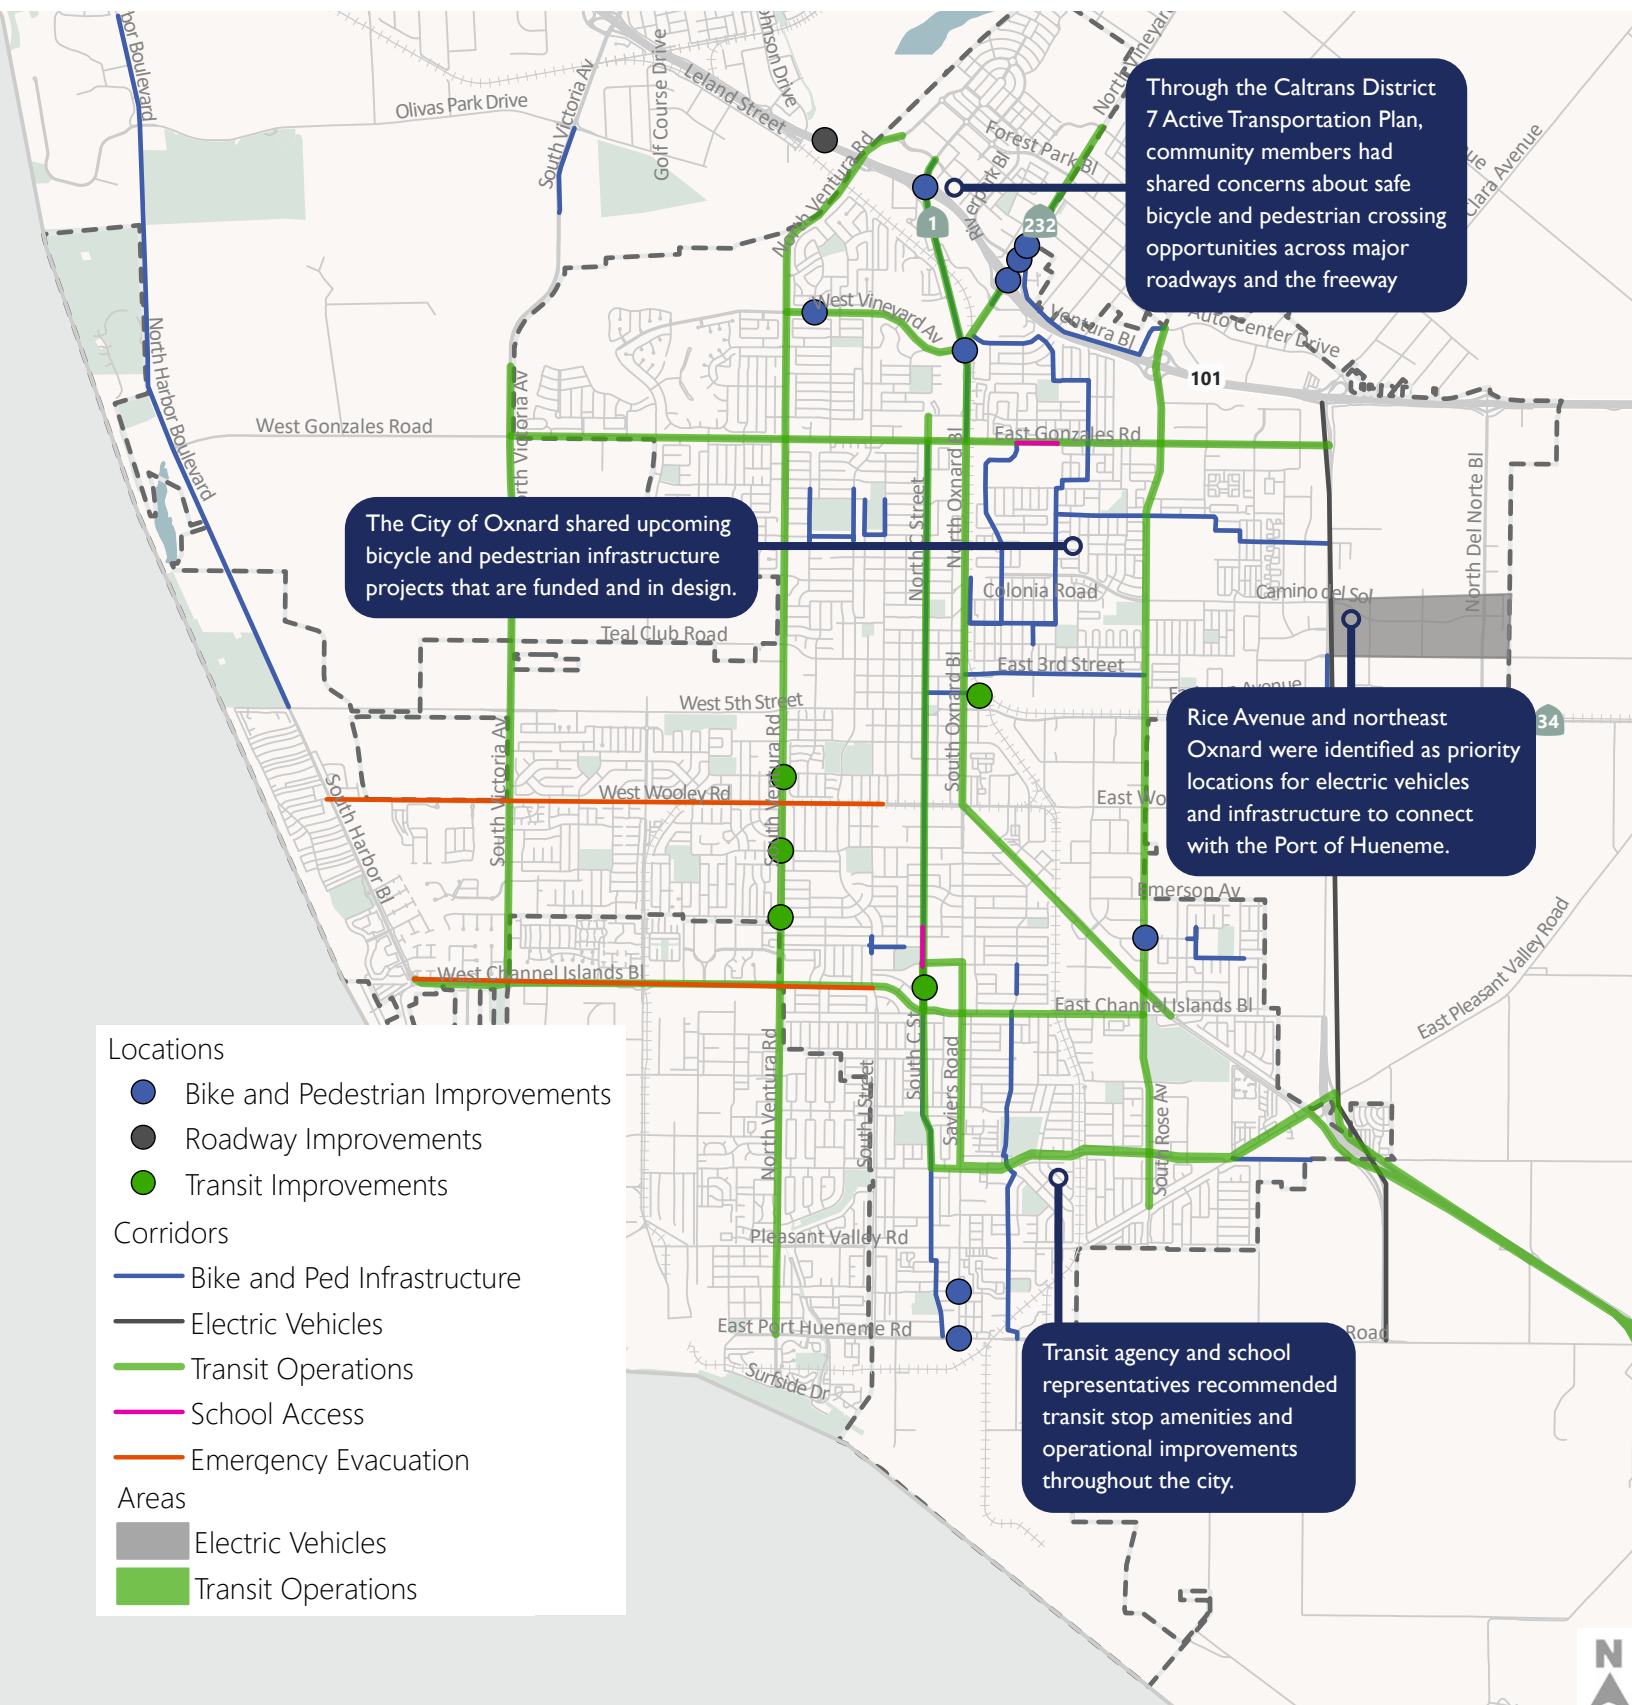 bor Boulevard
Olivas Park Drive
South Victoria Av
Golf Course Drive
Johnson Drive
Leland Street
North Ventura Rd
Forest Park Bl
Riverpark Bl
North Vineyard
Clara Avenue
1
232
Through the Caltrans District
7 Active Transportation Plan,
community members had
shared concerns about safe
bicycle and pedestrian crossing
opportunities across major
roadways and the freeway
West Vineyard Av
Ventura Bl
Auto Center Drive
101
North Harbor Boulevard
West Gonzales Road
North Victoria Av
East Gonzales Rd
North Oxnard Bl
North C Street
North Del Norte Bl
The City of Oxnard shared upcoming
bicycle and pedestrian infrastructure
projects that are funded and in design.
Colonia Road
Camino del Sol
Teal Club Road
East 3rd Street
West 5th Street
South Oxnard Bl
34
Rice Avenue and northeast
Oxnard were identified as priority
locations for electric vehicles
and infrastructure to connect
with the Port of Hueneme.
South Victoria Av
South Ventura Rd
West Wooley Rd
East Wo
South Harbor Bl
Emerson Av
East Pleasant Valley Road
West Channel Islands Bl
East Channel Islands Bl
South C St
Saviers Road
South J Street
North Ventura Rd
South Rose Av
Pleasant Valley Rd
East Port Hueneme Rd
Road
Surfside Dr
Transit agency and school
representatives recommended
transit stop amenities and
operational improvements
throughout the city.
Locations
Bike and Pedestrian Improvements
Roadway Improvements
Transit Improvements
Corridors
Bike and Ped Infrastructure
Electric Vehicles
Transit Operations
School Access
Emergency Evacuation
Areas
Electric Vehicles
Transit Operations
N